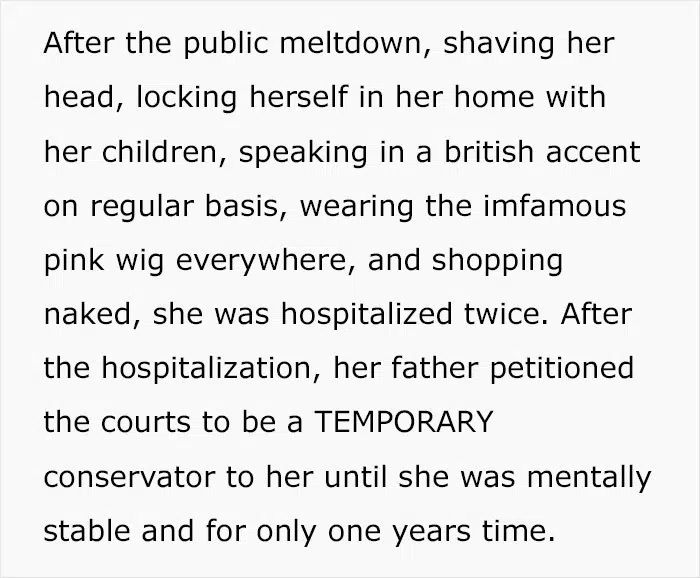 After the public meltdown, shaving her
head, locking herself in her home with
her children, speaking in a british accent
on regular basis, wearing the imfamous
pink wig everywhere, and shopping
naked, she was hospitalized twice. After
the hospitalization, her father petitioned
the courts to be a TEMPORARY
conservator to her until she was mentally
stable and for only one years time.